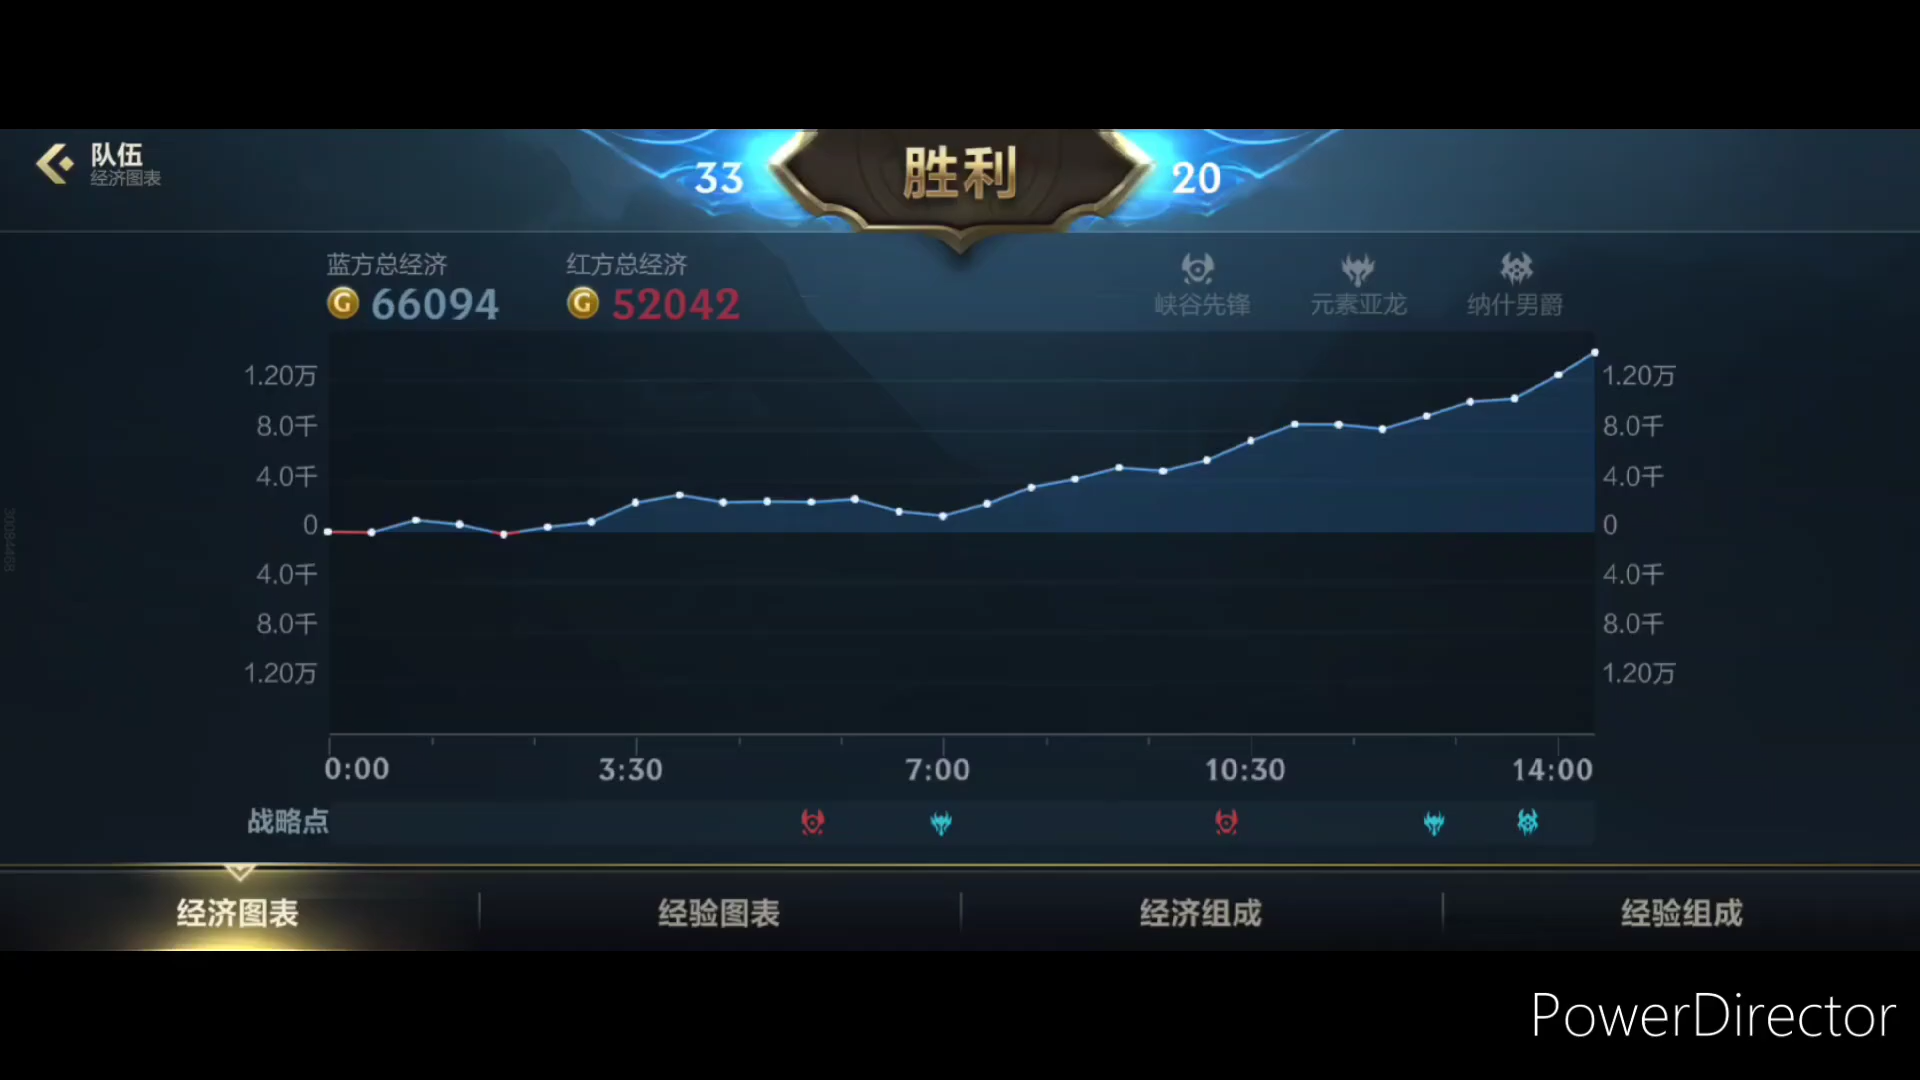 队伍
经济图表
33
胜利
20
蓝方总经济
66094
红方总经济
52042
峡谷先锋
元素亚龙
纳什男爵
1.20万
8.0千
4.0千
0
4.0千
8.0千
1.20万
1.20万
8.0千
4.0千
0
4.0千
8.0千
1.20万
0:00 3:30 7:00 10:30 14:00
战略点
经济图表 经验图表 经济组成 经验组成
PowerDirector